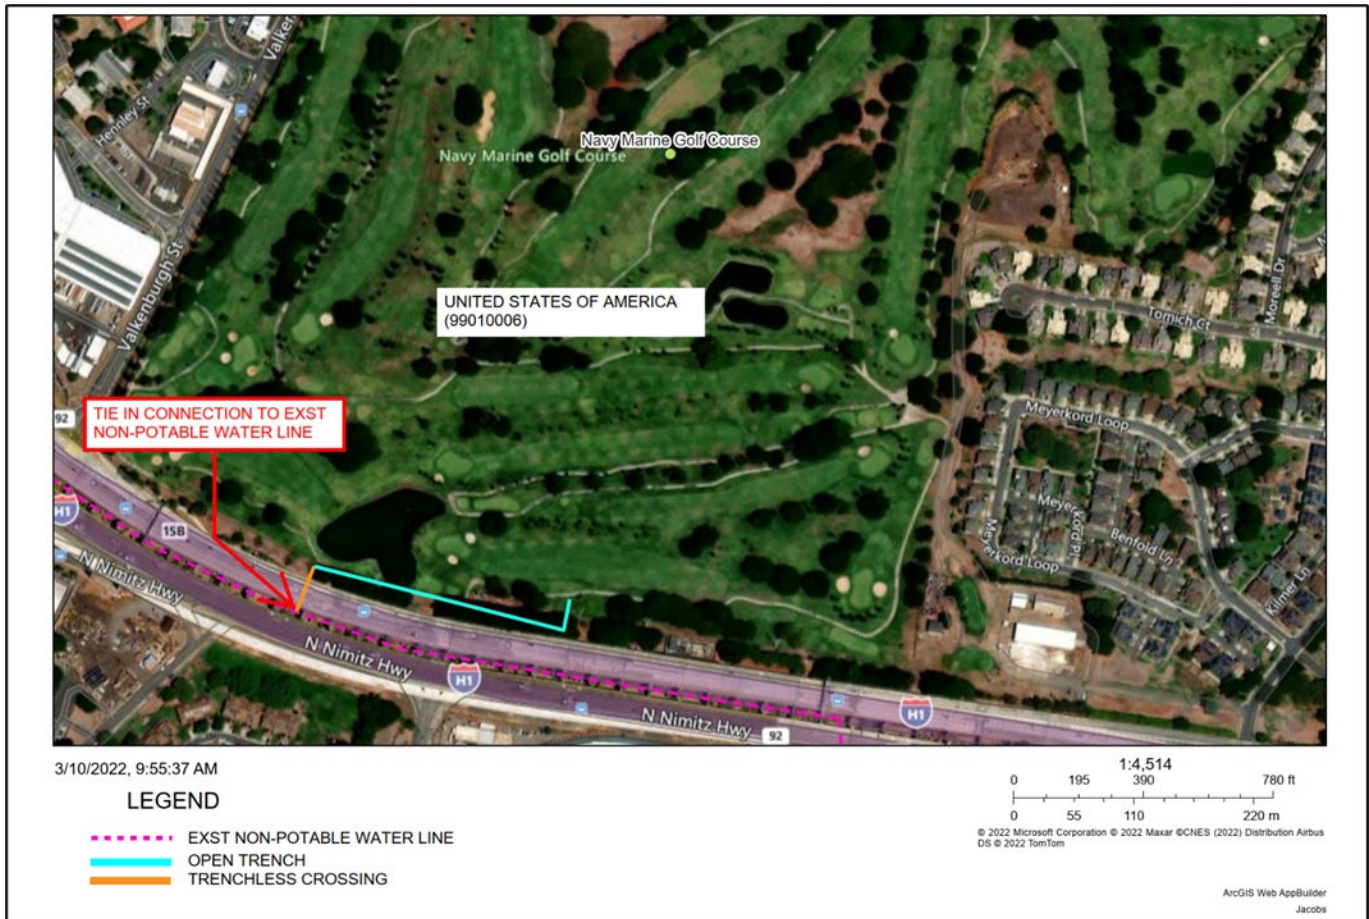 Valken
Hennley St
Valkenburgh St
Navy Marine Golf Course
Navy Marine Golf Course
UNITED STATES OF AMERICA
(99010006)
Tomich Ct
Moreell Dr
92
TIE IN CONNECTION TO EXST
NON-POTABLE WATER LINE
Meyerkord Loop
Meyer
kord Pl
Benfold Ln
Meyerkord Loop
Kilmer Ln
H1
15B
N Nimitz Hwy
N Nimitz Hwy
H1
N Nimitz Hwy
92
H1
3/10/2022, 9:55:37 AM
1:4,514
0 195 390 780 ft
0 55 110 220 m
LEGEND
EXST NON-POTABLE WATER LINE
OPEN TRENCH
TRENCHLESS CROSSING
© 2022 Microsoft Corporation © 2022 Maxar ©CNES (2022) Distribution Airbus
DS © 2022 TomTom
ArcGIS Web AppBuilder
Jacobs